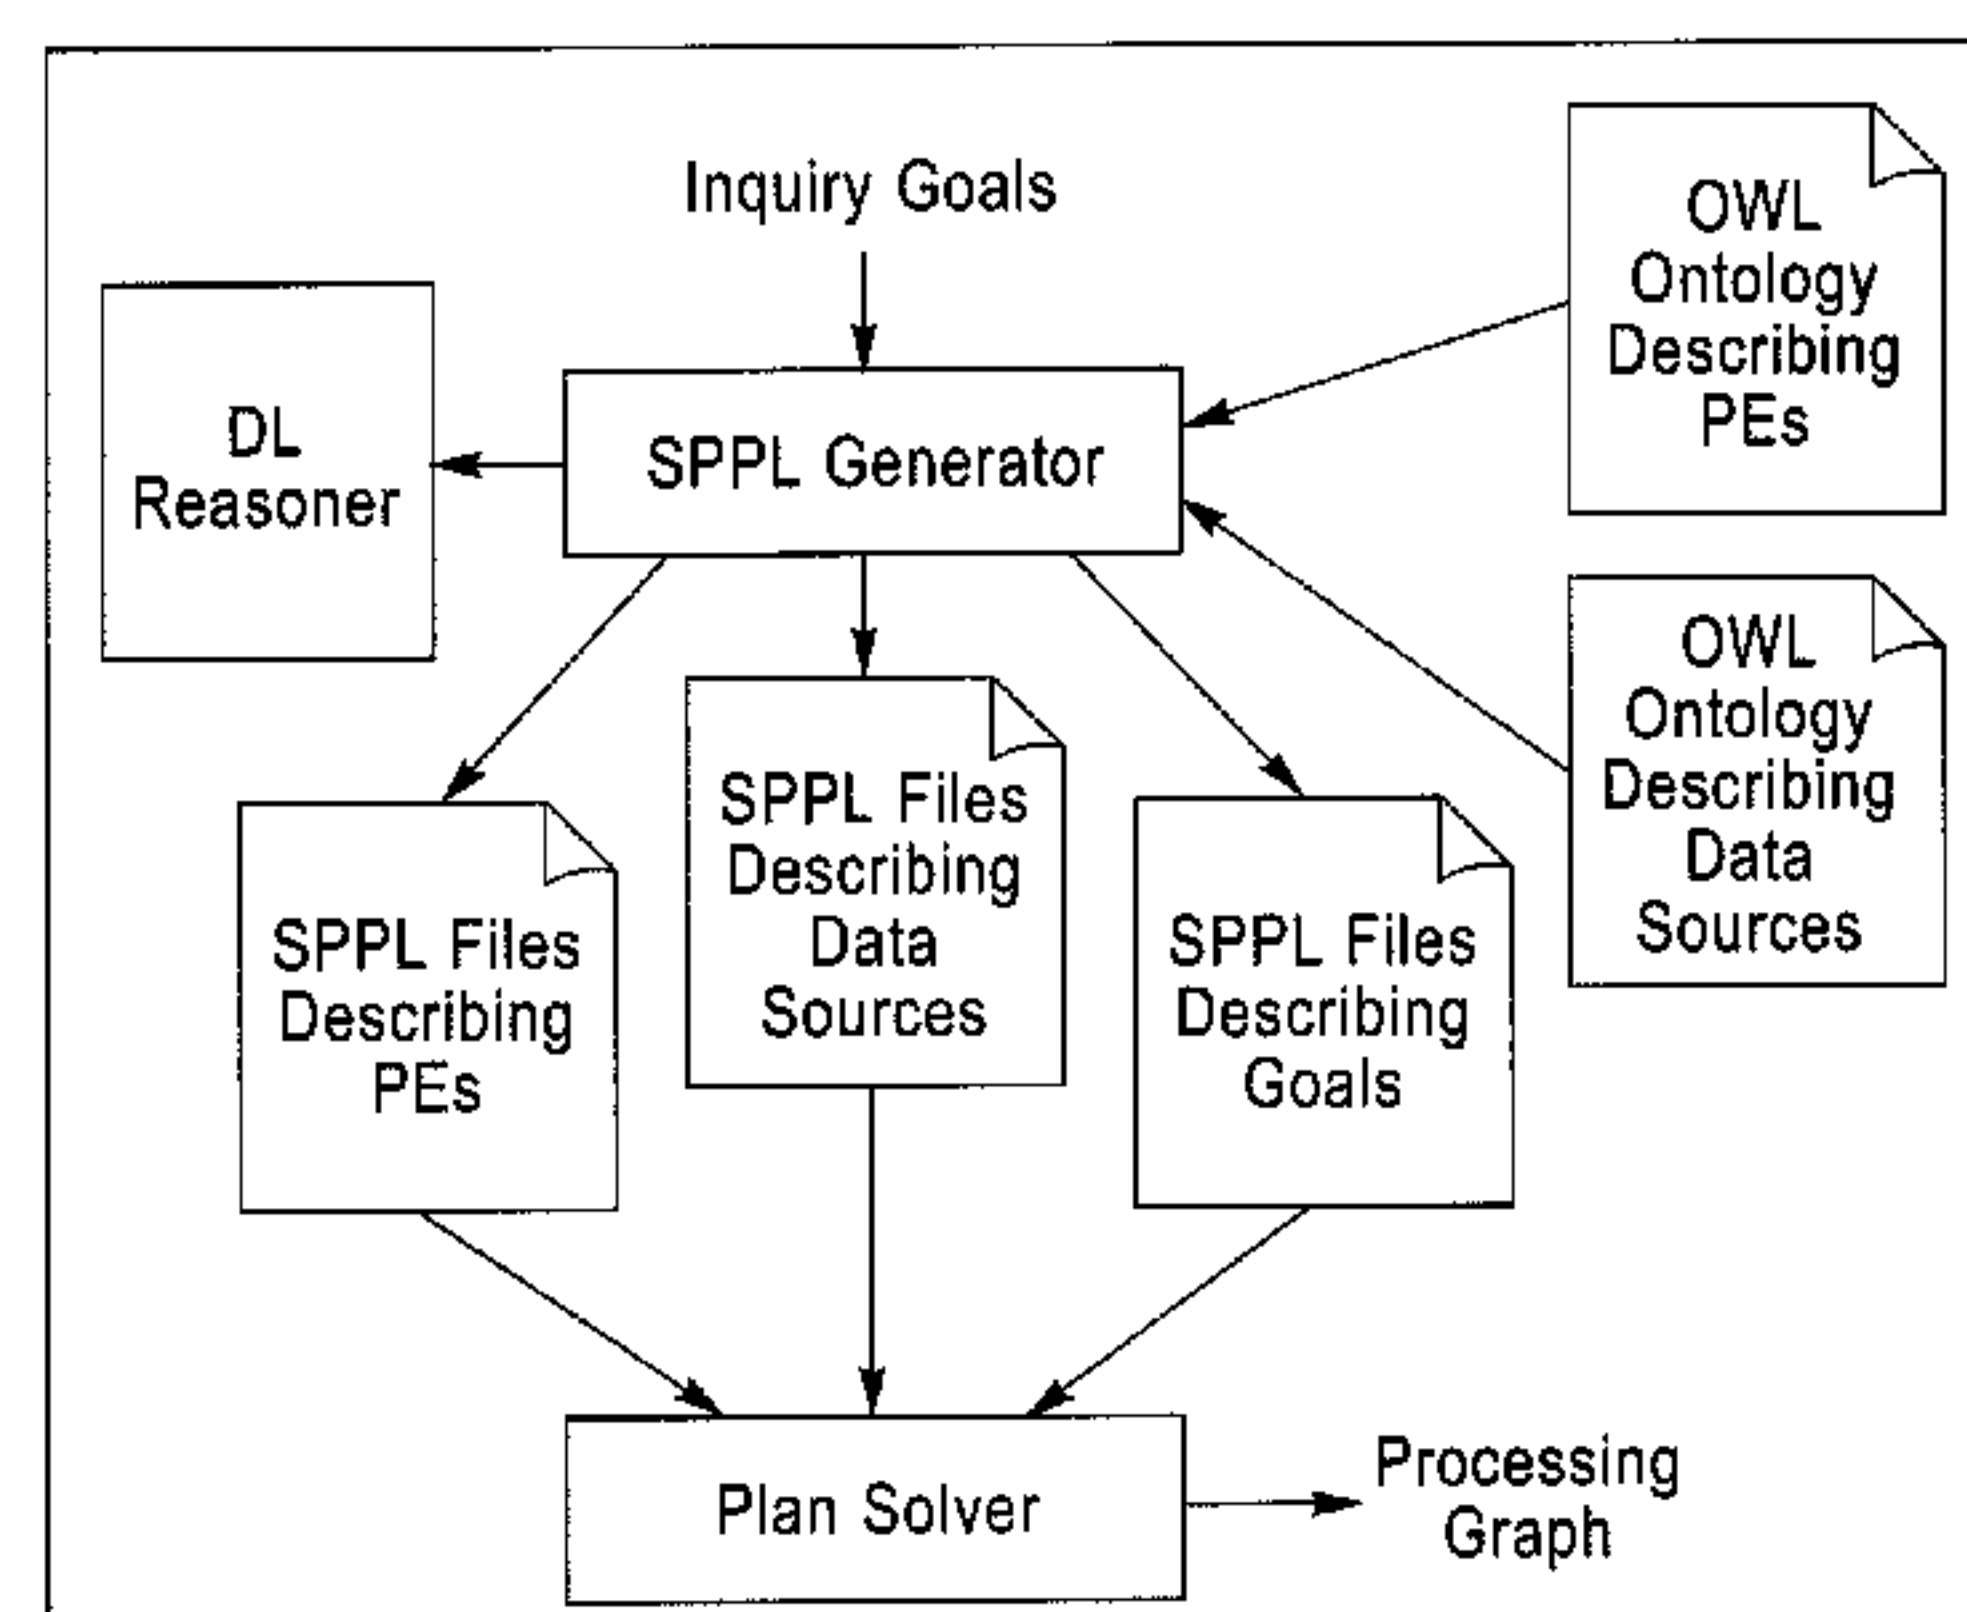 Inquiry Goals
OWL
Ontology
Describing
PEs
DL
Reasoner
SPPL Generator
OWL
Ontology
Describing
Data
Sources
SPPL Files
Describing
PEs
SPPL Files
Describing
Data
Sources
SPPL Files
Describing
Goals
Plan Solver
Processing
Graph